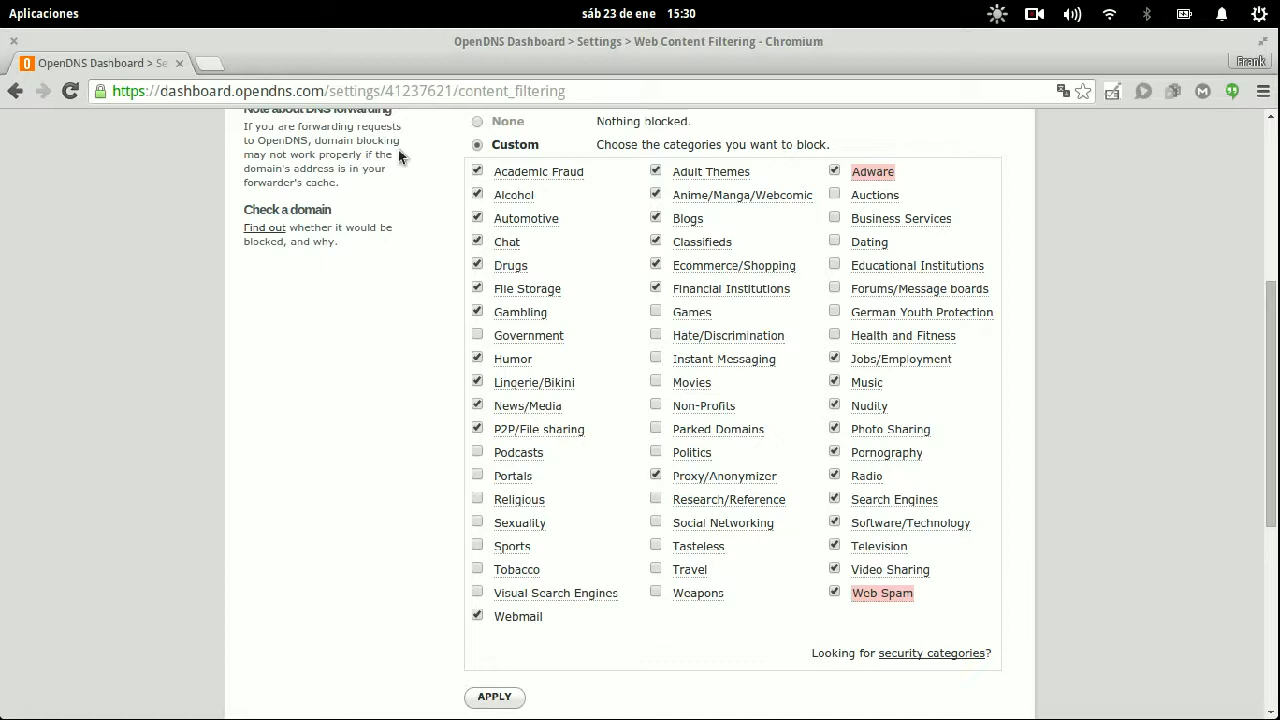 Aplicaciones
sáb 23 de ene 15:30
OpenDNS Dashboard > Settings > Web Content Filtering - Chromium
OpenDNS Dashboard > Se
Frank
https://dashboard.opendns.com/settings/41237621/content_filtering
Note about DNS forwarding
If you are forwarding requests
to OpenDNS, domain blocking
may not work properly if the
domain's address is in your
forwarder's cache.
Check a domain
Find out whether it would be
blocked, and why.
None Nothing blocked.
Custom Choose the categories you want to block.
Academic Fraud Adult Themes Adware
Alcohol Anime/Manga/Webcomic Auctions
Automotive Blogs Business Services
Chat Classifieds Dating
Drugs Ecommerce/Shopping Educational Institutions
File Storage Financial Institutions Forums/Message boards
Gambling Games German Youth Protection
Government Hate/Discrimination Health and Fitness
Humor Instant Messaging Jobs/Employment
Lingerie/Bikini Movies Music
News/Media Non-Profits Nudity
P2P/File sharing Parked Domains Photo Sharing
Podcasts Politics Pornography
Portals Proxy/Anonymizer Radio
Religious Research/Reference Search Engines
Sexuality Social Networking Software/Technology
Sports Tasteless Television
Tobacco Travel Video Sharing
Visual Search Engines Weapons Web Spam
Webmail
Looking for security categories?
APPLY